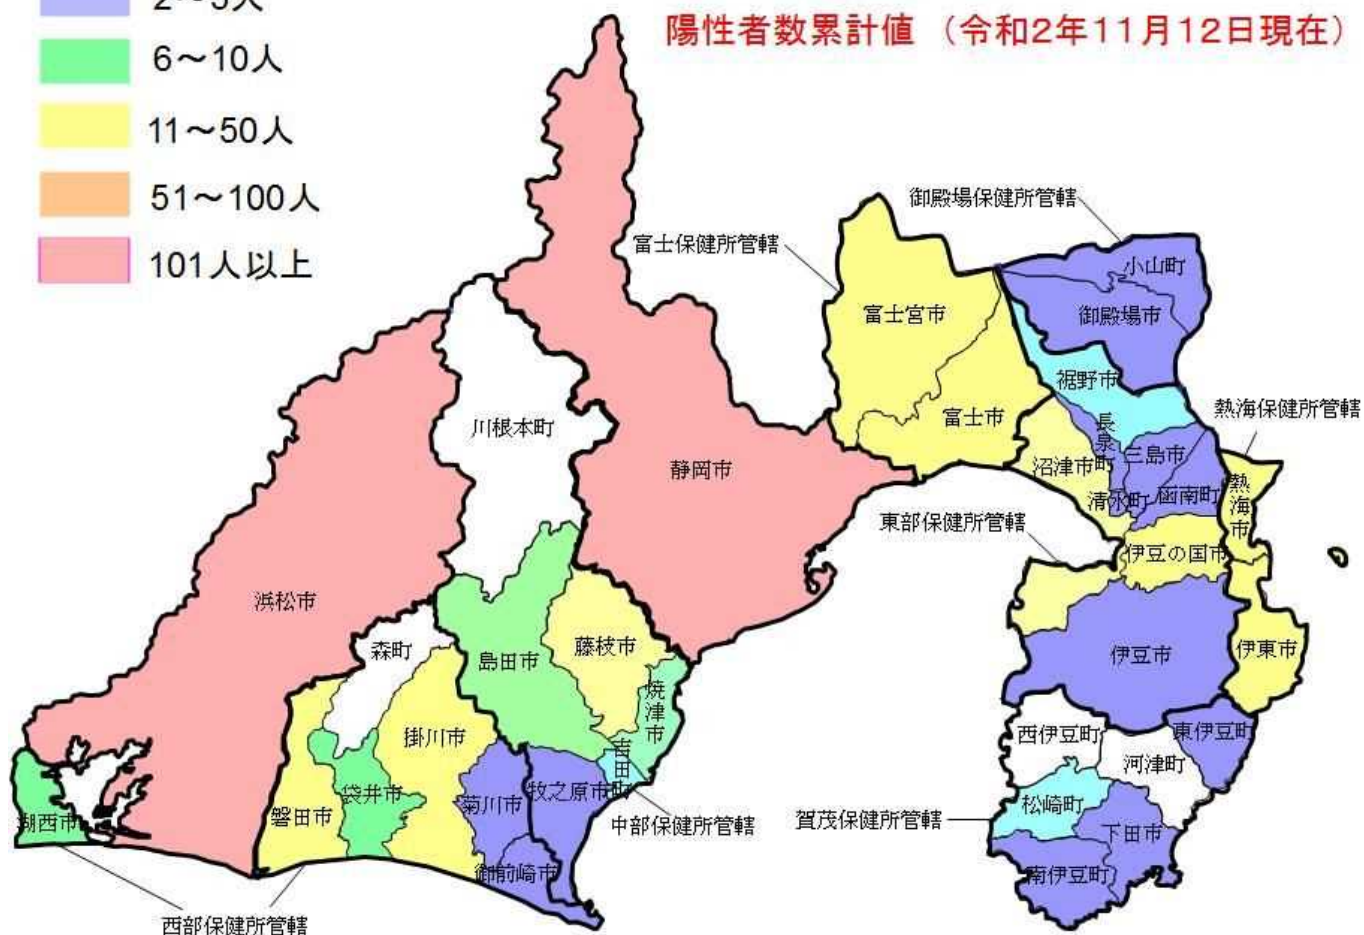 陽性者数累計値 （令和2年11月12日現在）
2～5人
6～10人
11～50人
51～100人
101人以上
御殿場保健所管轄
富士保健所管轄
小山町
富士宮市
御殿場市
裾野市
熱海保健所管轄
川根本町
富士市
長泉町
静岡市
沼津市
三島市
清水町
函南町
熱海市
東部保健所管轄
伊豆の国市
浜松市
森町
島田市
藤枝市
伊豆市
伊東市
焼津市
掛川市
西伊豆町
東伊豆町
吉田町
河津町
湖西市
磐田市
袋井市
菊川市
牧之原市
松崎町
中部保健所管轄
賀茂保健所管轄
下田市
御前崎市
南伊豆町
西部保健所管轄